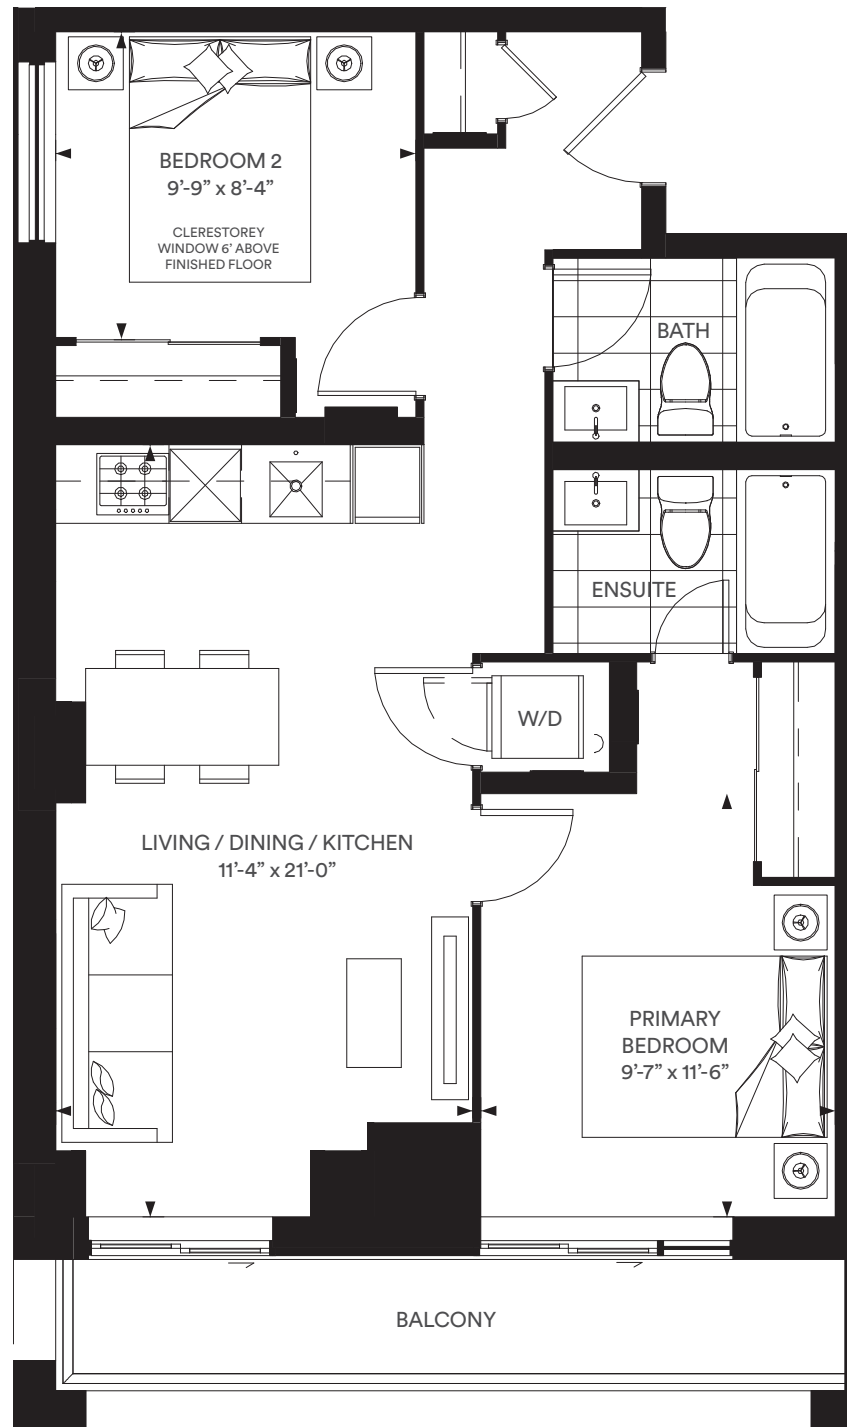 BEDROOM 2
9’-9” x 8’-4”
CLERESTOREY
WINDOW 6’ ABOVE
FINISHED FLOOR
BATH
ENSUITE
W/D
LIVING / DINING / KITCHEN
11’-4” x 21’-0”
PRIMARY
BEDROOM
9’-7” x 11’-6”
BALCONY